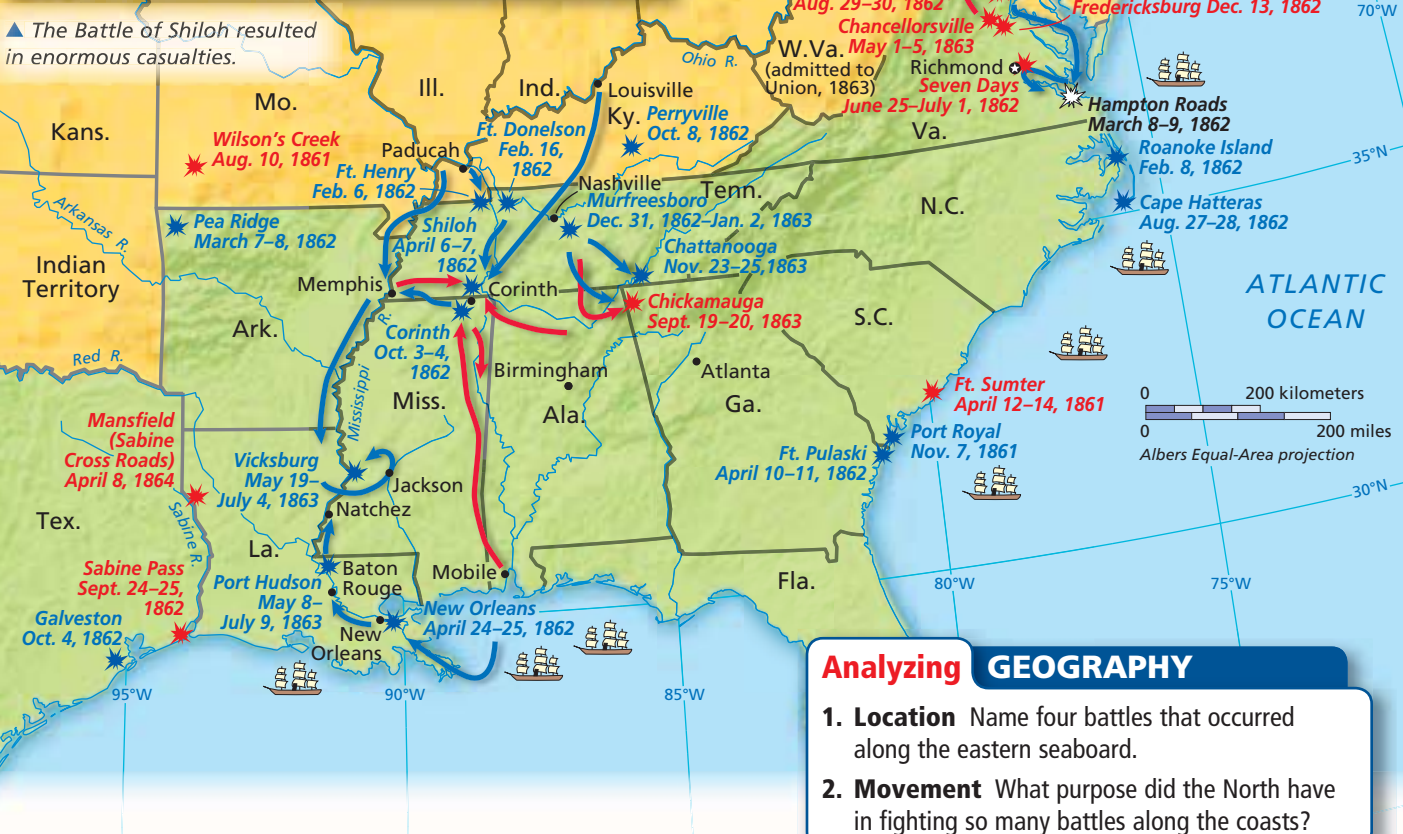 ▲ The Battle of Shiloh resulted
in enormous casualties.
Aug. 29–30, 1862
Fredericksburg Dec. 13, 1862
70°W
Chancellorsville
May 1–5, 1863
W.Va.
(admitted to
Union, 1863)
Richmond
Seven Days
June 25–July 1, 1862
Va.
Hampton Roads
March 8–9, 1862
Roanoke Island
Feb. 8, 1862
35°N
Cape Hatteras
Aug. 27–28, 1862
Ohio R.
Ill.
Ind.
Louisville
Ky.
Perryville
Oct. 8, 1862
Mo.
Kans.
Wilson's Creek
Aug. 10, 1861
Paducah
Ft. Donelson
Feb. 16,
1862
Ft. Henry
Feb. 6, 1862
Nashville
Tenn.
Murfreesboro
Dec. 31, 1862–Jan. 2, 1863
N.C.
Arkansas R.
Pea Ridge
March 7–8, 1862
Shiloh
April 6–7,
1862
Chattanooga
Nov. 23–25,1863
Indian
Territory
Memphis
Corinth
Chickamauga
Sept. 19–20, 1863
ATLANTIC
OCEAN
S.C.
Ark.
R.
Corinth
Oct. 3–4,
1862
Red R.
Mississippi
Birmingham
Atlanta
Miss.
Ala.
Ga.
Ft. Sumter
April 12–14, 1861
0 200 kilometers
0 200 miles
Albers Equal-Area projection
Mansfield
(Sabine
Cross Roads)
April 8, 1864
Vicksburg
May 19–
July 4, 1863
Jackson
Ft. Pulaski
April 10–11, 1862
Port Royal
Nov. 7, 1861
30°N
Natchez
Tex.
Sabine R.
La.
Sabine Pass
Sept. 24–25,
1862
Port Hudson
May 8–
July 9, 1863
Baton
Rouge
Mobile
Fla.
80°W
75°W
Galveston
Oct. 4, 1862
New Orleans
April 24–25, 1862
New
Orleans
95°W
90°W
85°W
Analyzing GEOGRAPHY
1. Location Name four battles that occurred
along the eastern seaboard.
2. Movement What purpose did the North have
in fighting so many battles along the coasts?